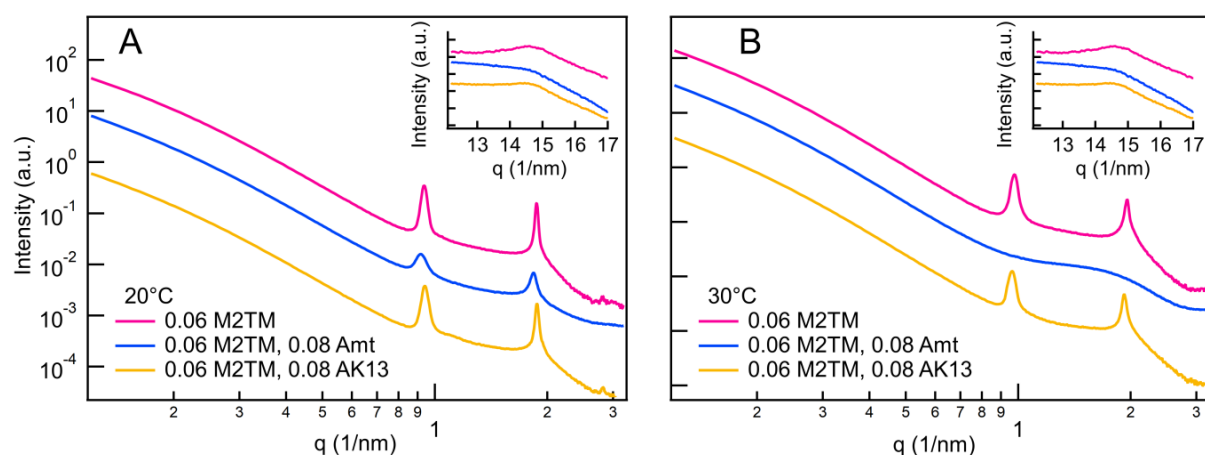 A
Intensity (a.u.)
10²
10¹
10⁰
10⁻¹
10⁻²
10⁻³
10⁻⁴
Intensity (a.u.)
13 14 15 16 17
q (1/nm)
20°C
0.06 M2TM
0.06 M2TM, 0.08 Amt
0.06 M2TM, 0.08 AK13
2 3 4 5 6 7 8 9 1 2 3
q (1/nm)
B
Intensity (a.u.)
13 14 15 16 17
q (1/nm)
30°C
0.06 M2TM
0.06 M2TM, 0.08 Amt
0.06 M2TM, 0.08 AK13
2 3 4 5 6 7 8 9 1 2 3
q (1/nm)